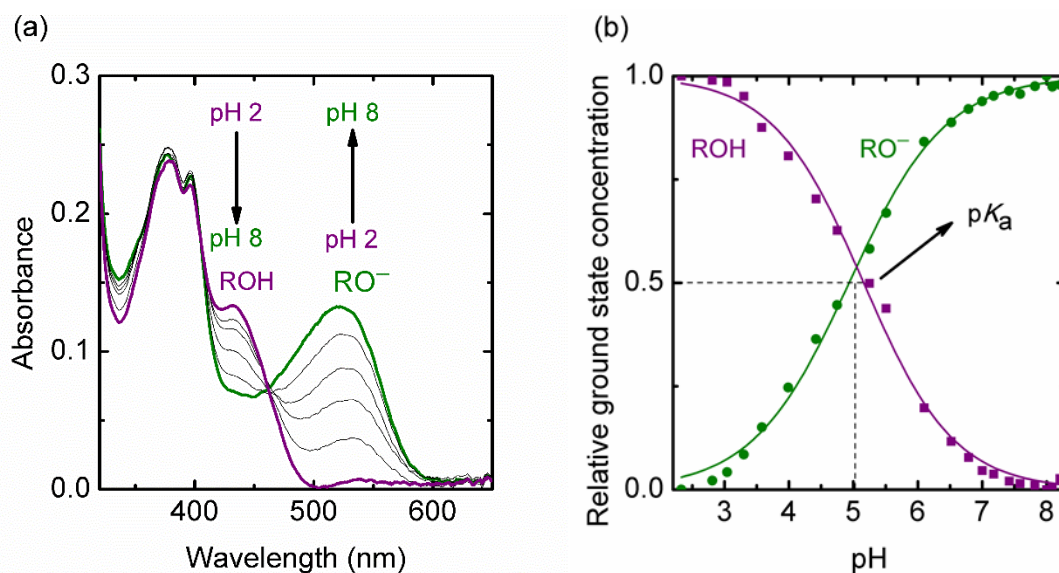 (a)
0.3
0.2
0.1
0.0
Absorbance
pH 2
pH 8
ROH
pH 8
pH 2
RO⁻
400
500
600
Wavelength (nm)
(b)
1.0
0.5
0.0
Relative ground state concentration
ROH
RO⁻
pKa
3
4
5
6
7
8
pH